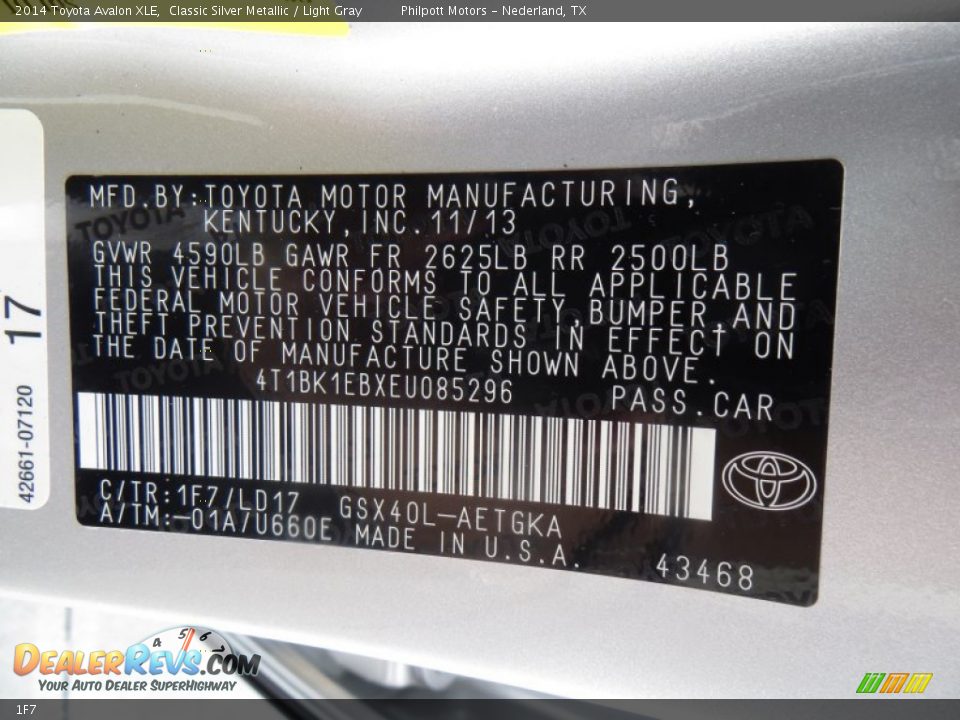 2014 Toyota Avalon XLE, Classic Silver Metallic / Light Gray Philpott Motors - Nederland, TX
MFD.BY:TOYOTA MOTOR MANUFACTURING,
KENTUCKY,INC.11/13
GVWR 4590LB GAWR FR 2625LB RR 2500LB
THIS VEHICLE CONFORMS TO ALL APPLICABLE
FEDERAL MOTOR VEHICLE SAFETY,BUMPER,AND
THEFT PREVENTION STANDARDS IN EFFECT ON
THE DATE OF MANUFACTURE SHOWN ABOVE.
4T1BK1EBXEU085296 PASS.CAR
C/TR:1F7/LD17 GSX40L-AETGKA
A/TM:-01A/U660E MADE IN U.S.A.
43468
17
42661-07120
4 5 6
DEALERREVS.COM
YOUR AUTO DEALER SUPERHIGHWAY
1F7